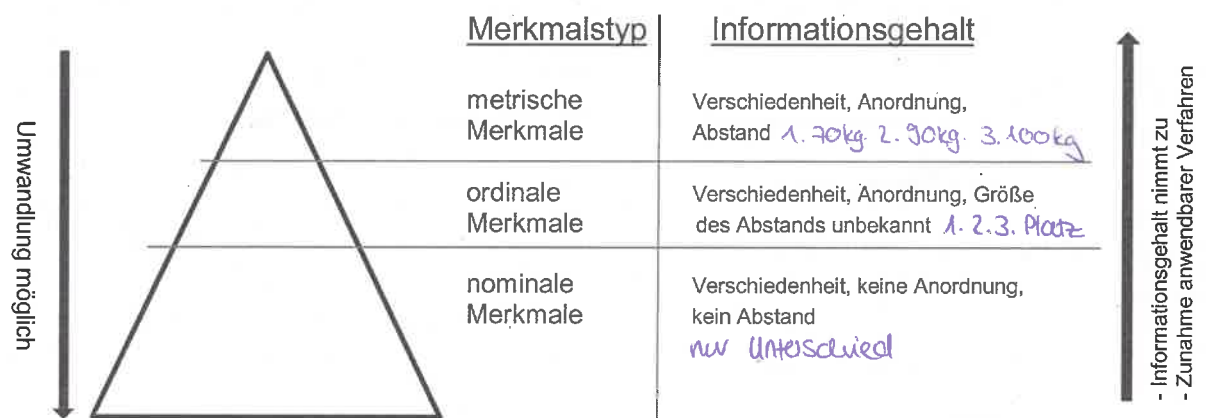 Merkmalstyp Informationsgehalt
metrische
Merkmale
Verschiedenheit, Anordnung,
Abstand 1. 70kg. 2. 90kg. 3. 100kg
ordinale
Merkmale
Verschiedenheit, Anordnung, Größe
des Abstands unbekannt 1. 2. 3. Platz
nominale
Merkmale
Verschiedenheit, keine Anordnung,
kein Abstand
nur Unterschied
Umwandlung möglich
- Informationsgehalt nimmt zu
- Zunahme anwendbarer Verfahren